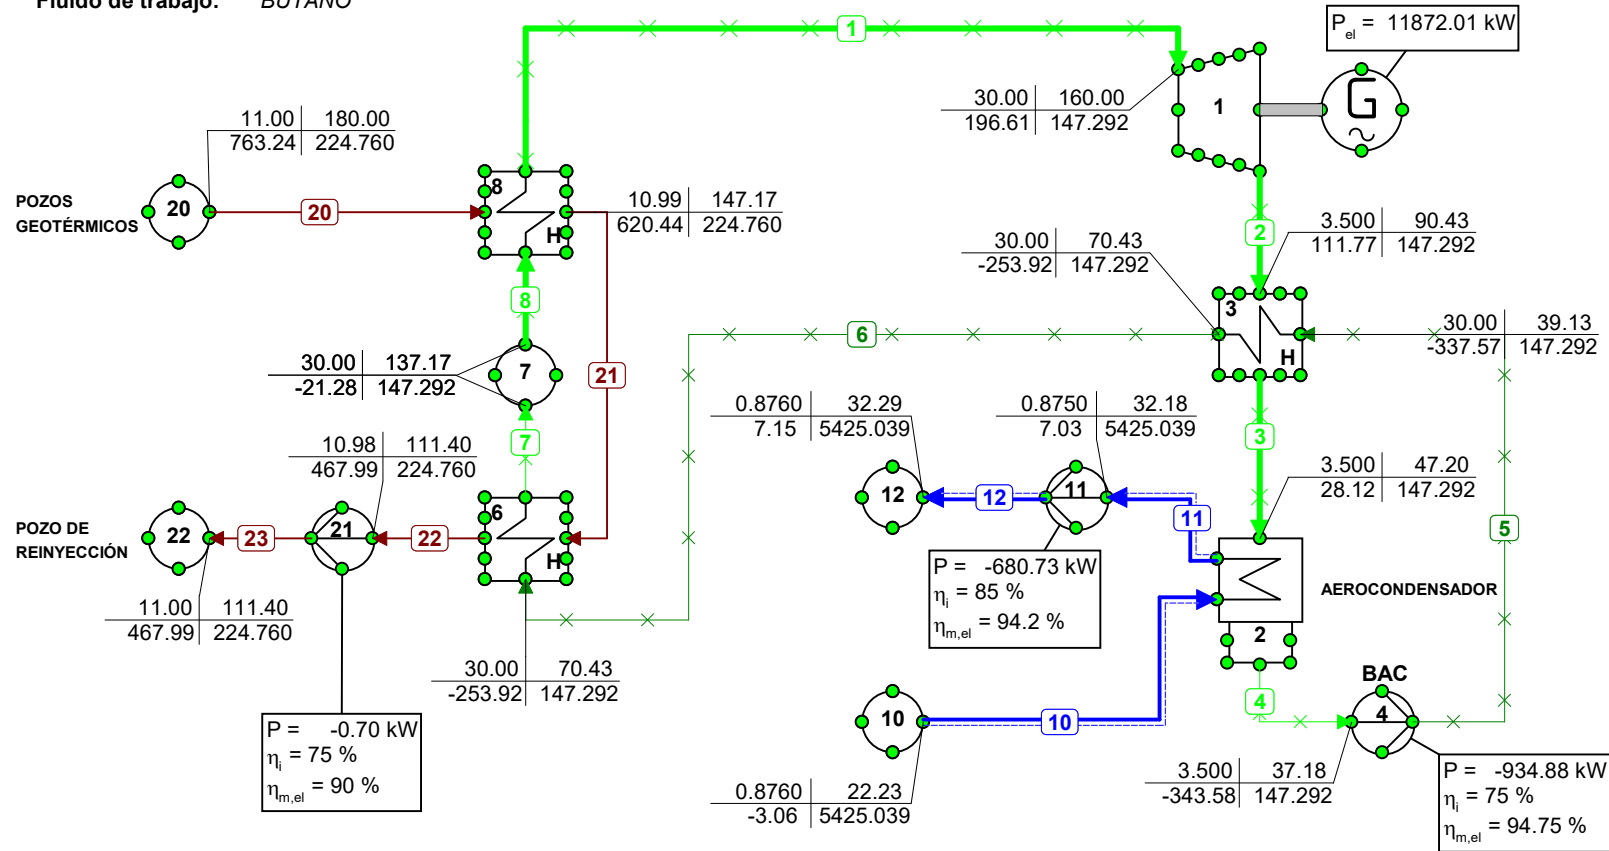 Fluido de trabajo: BUTANO
P el = 11872.01 kW
1
G
1
30.00 160.00
196.61 147.292
11.00 180.00
763.24 224.760
POZOS
GEOTÉRMICOS
20
20
8
H
10.99 147.17
620.44 224.760
2
3.500 90.43
111.77 147.292
30.00 70.43
-253.92 147.292
8
3
H
6
30.00 39.13
-337.57 147.292
30.00 137.17
-21.28 147.292
7
21
0.8760 32.29
7.15 5425.039
0.8750 32.18
7.03 5425.039
7
3
10.98 111.40
467.99 224.760
3.500 47.20
28.12 147.292
12
12
11
11
5
POZO DE
REINYECCIÓN
22
23
21
22
6
H
P = -680.73 kW
ηi = 85 %
ηm,el = 94.2 %
AEROCONDENSADOR
2
11.00 111.40
467.99 224.760
30.00 70.43
-253.92 147.292
BAC
4
4
10
10
P = -0.70 kW
ηi = 75 %
ηm,el = 90 %
0.8760 22.23
-3.06 5425.039
3.500 37.18
-343.58 147.292
P = -934.88 kW
ηi = 75 %
ηm,el = 94.75 %